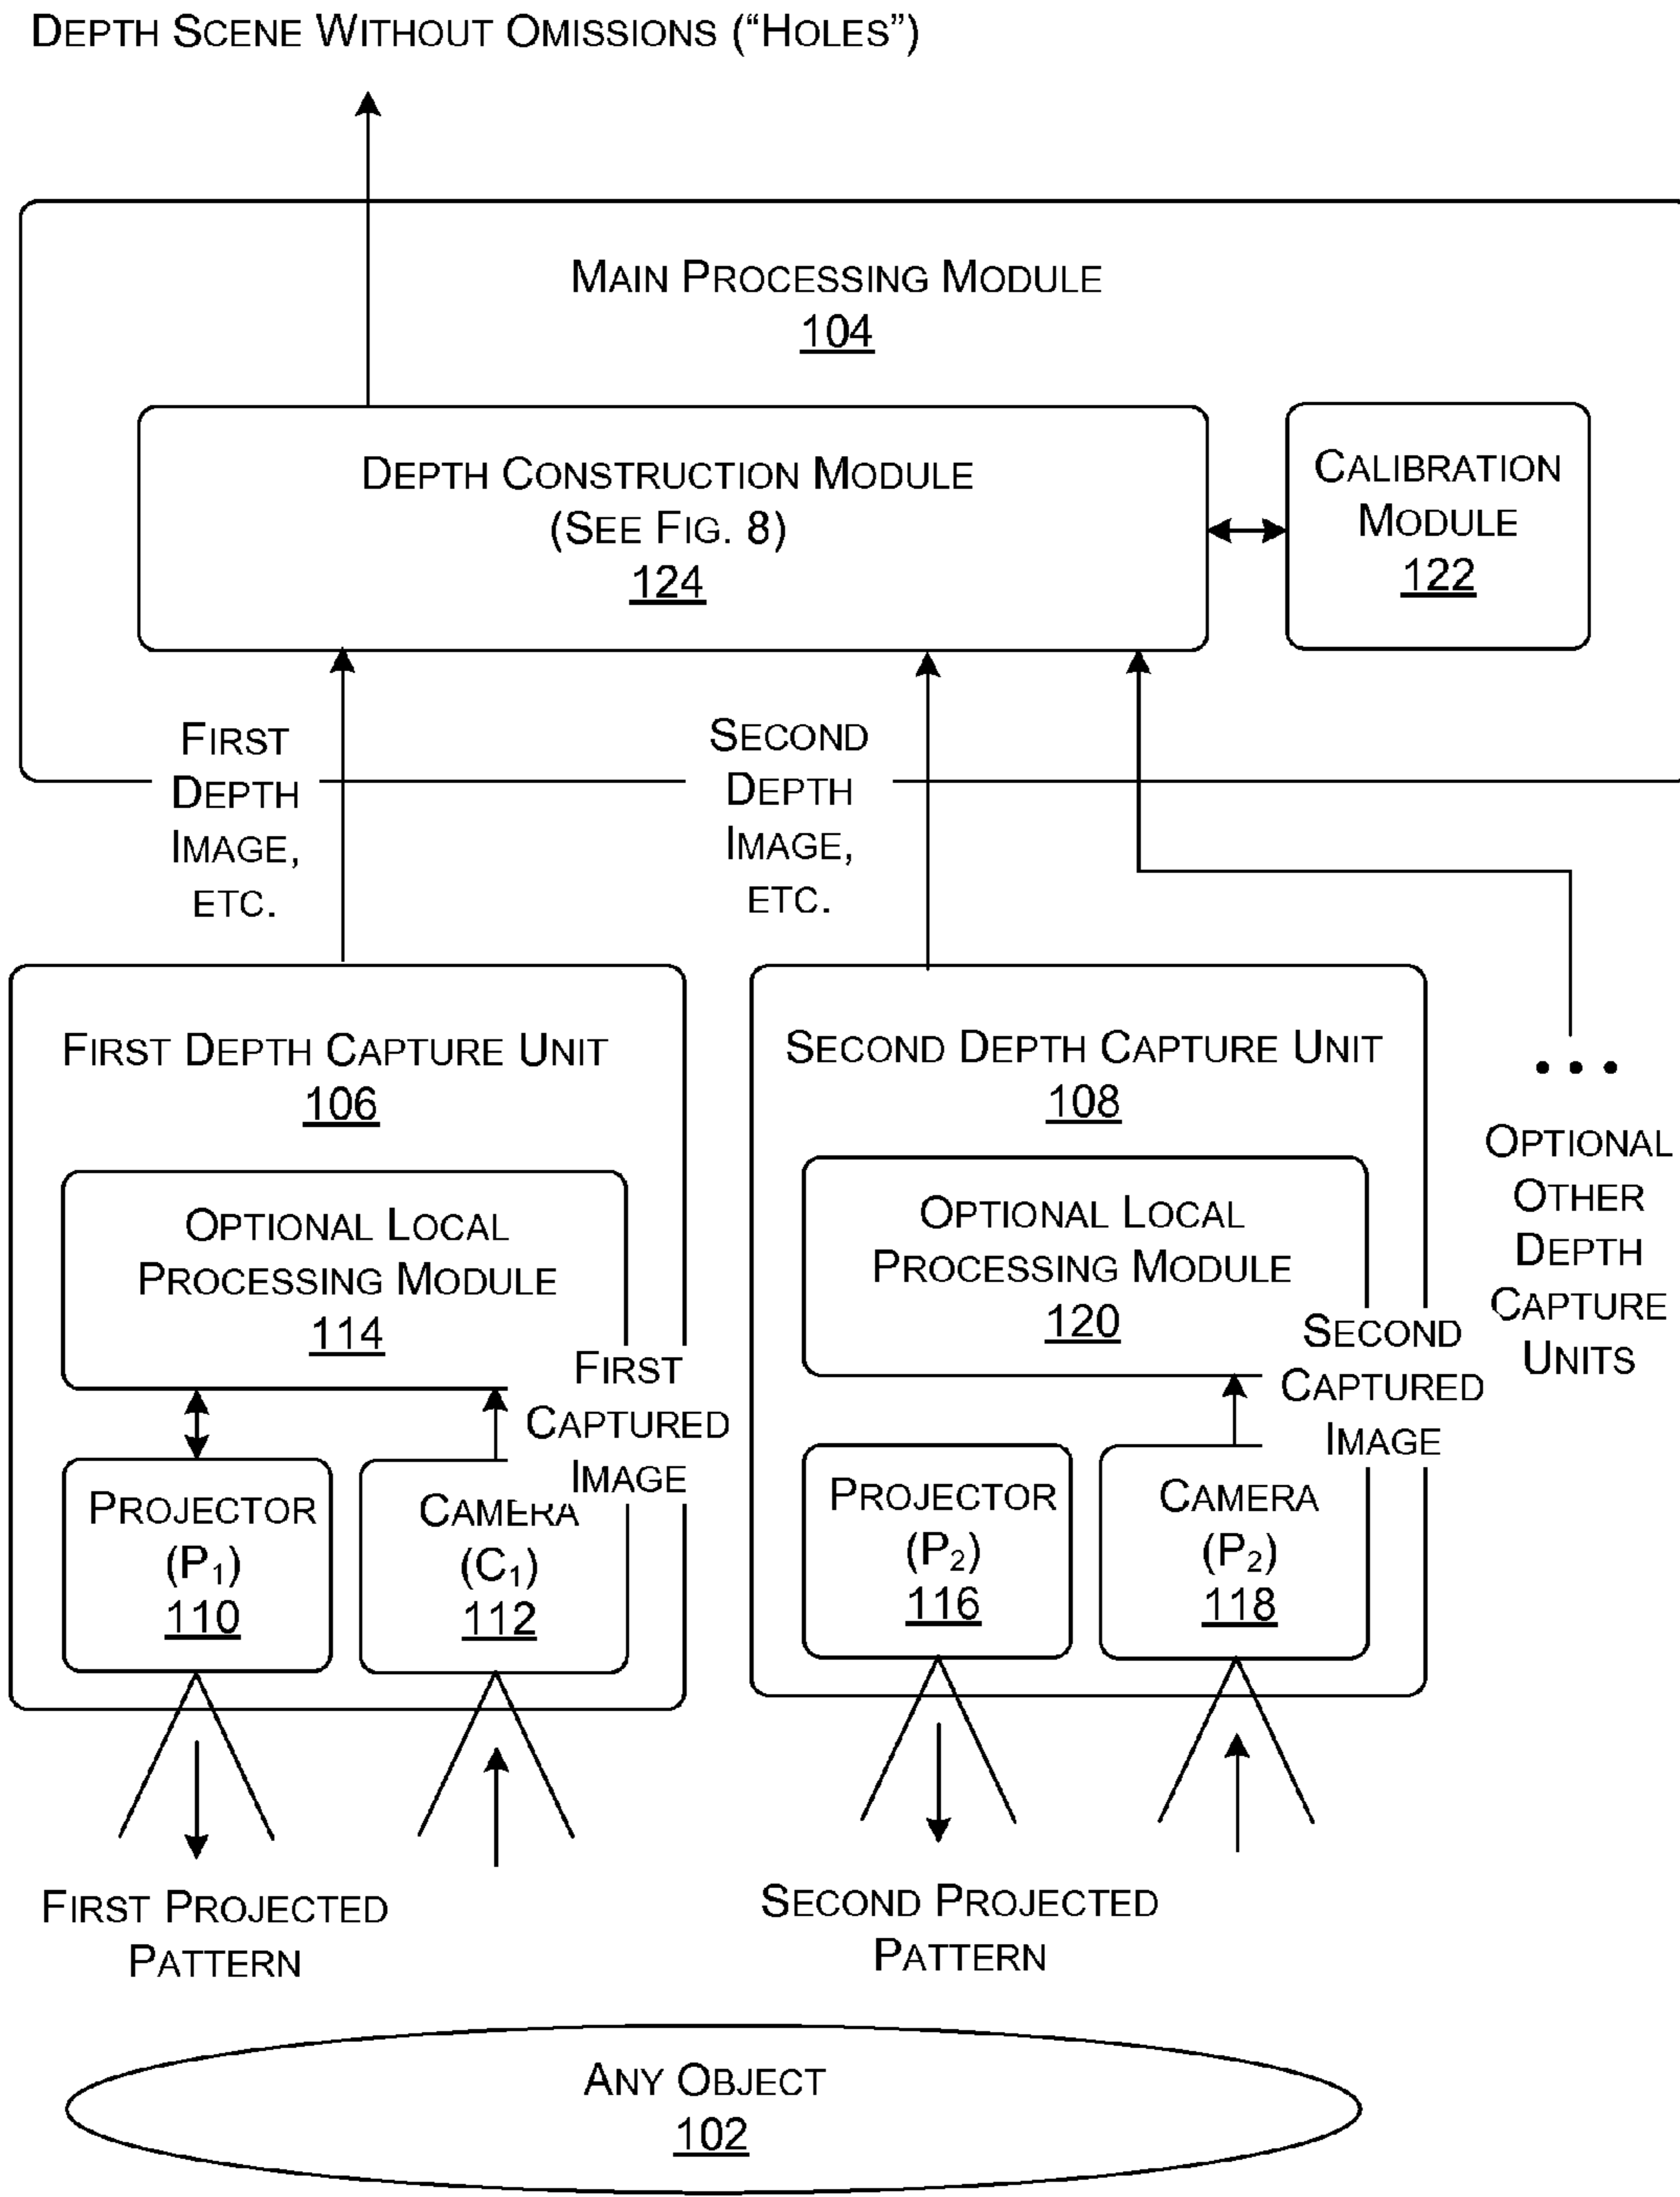 DEPTH SCENE WITHOUT OMISSIONS (“HOLES”)
MAIN PROCESSING MODULE
104
DEPTH CONSTRUCTION MODULE
(SEE FIG. 8)
124
CALIBRATION
MODULE
122
FIRST
DEPTH
IMAGE,
ETC.
SECOND
DEPTH
IMAGE,
ETC.
FIRST DEPTH CAPTURE UNIT
106
OPTIONAL LOCAL
PROCESSING MODULE
114
FIRST
CAPTURED
IMAGE
PROJECTOR
(P₁)
110
CAMERA
(C₁)
112
SECOND DEPTH CAPTURE UNIT
108
OPTIONAL LOCAL
PROCESSING MODULE
120
SECOND
CAPTURED
IMAGE
PROJECTOR
(P₂)
116
CAMERA
(P₂)
118
• • •
OPTIONAL
OTHER
DEPTH
CAPTURE
UNITS
FIRST PROJECTED
PATTERN
SECOND PROJECTED
PATTERN
ANY OBJECT
102